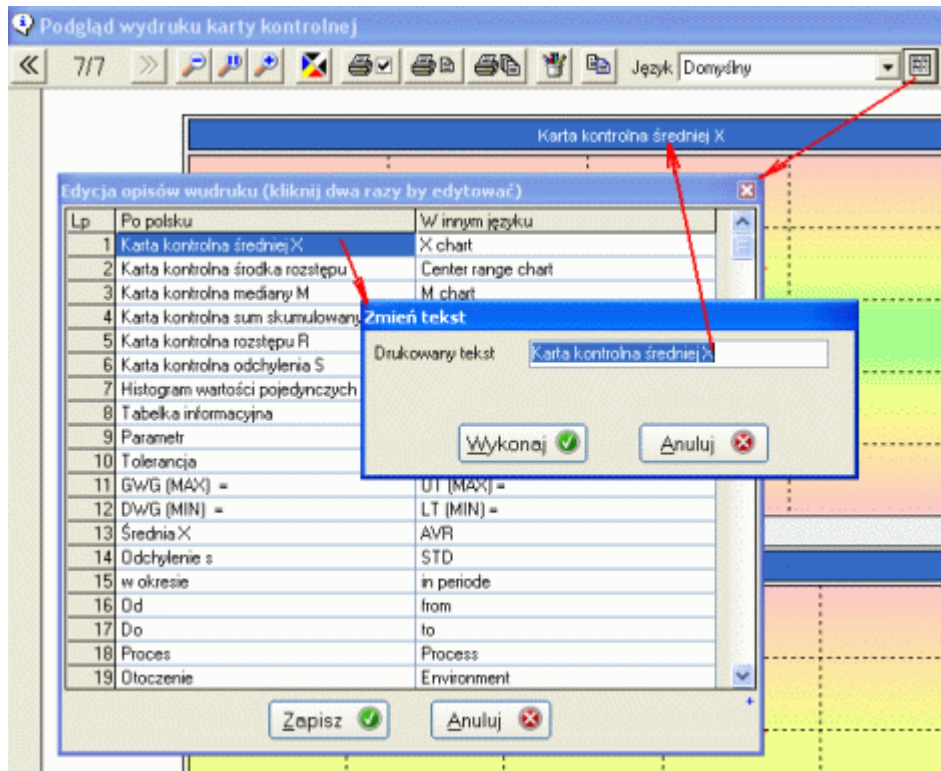 Podgląd wydruku karty kontrolnej
7/7 Język Domyślny
Karta kontrolna średniej X
Edycja opisów wudruku (kliknij dwa razy by edytować)
Lp Po polsku W innym języku
1 Karta kontrolna średniej X X chart
2 Karta kontrolna środka rozstępu Center range chart
3 Karta kontrolna mediany M M chart
4 Karta kontrolna sum skumulowany
5 Karta kontrolna rozstępu R
6 Karta kontrolna odchylenia S
7 Histogram wartości pojedynczych
8 Tabelka informacyjna
9 Parametr
10 Tolerancja
11 GWG (MAX) = UT (MAX) =
12 DWG (MIN) = LT (MIN) =
13 Średnia X AVR
14 Odchylenie s STD
15 w okresie in periode
16 Od from
17 Do to
18 Proces Process
19 Otoczenie Environment
Zapisz Anuluj
Zmień tekst
Drukowany tekst Karta kontrolna średniej X
Wykonaj Anuluj